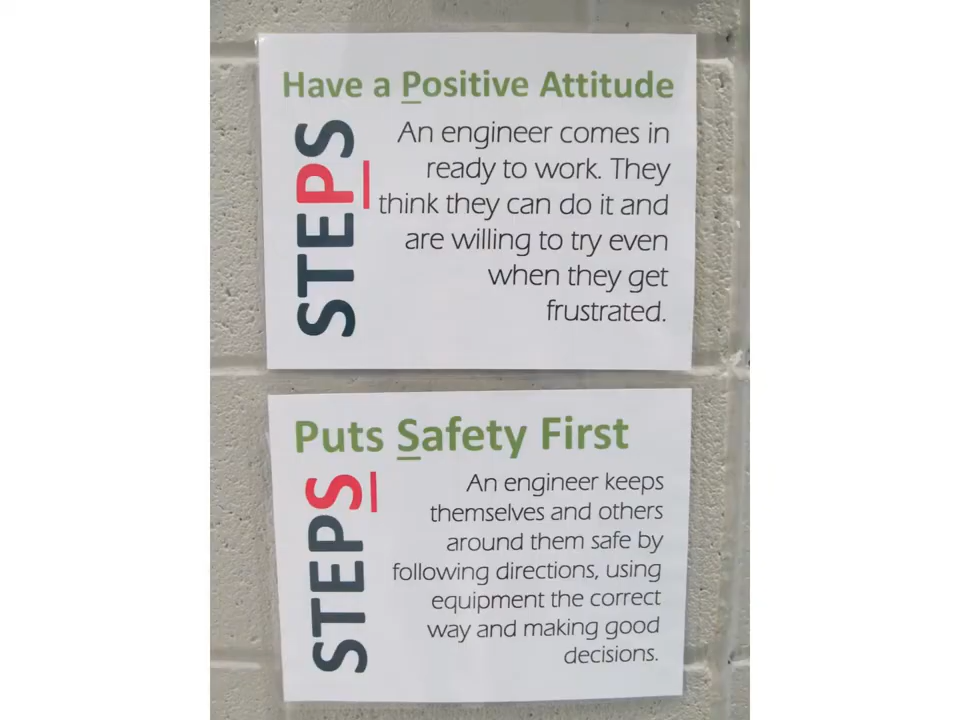 Have a Positive Attitude
STEPS
An engineer comes in
ready to work. They
think they can do it and
are willing to try even
when they get
frustrated.
Puts Safety First
STEPS
An engineer keeps
themselves and others
around them safe by
following directions, using
equipment the correct
way and making good
decisions.